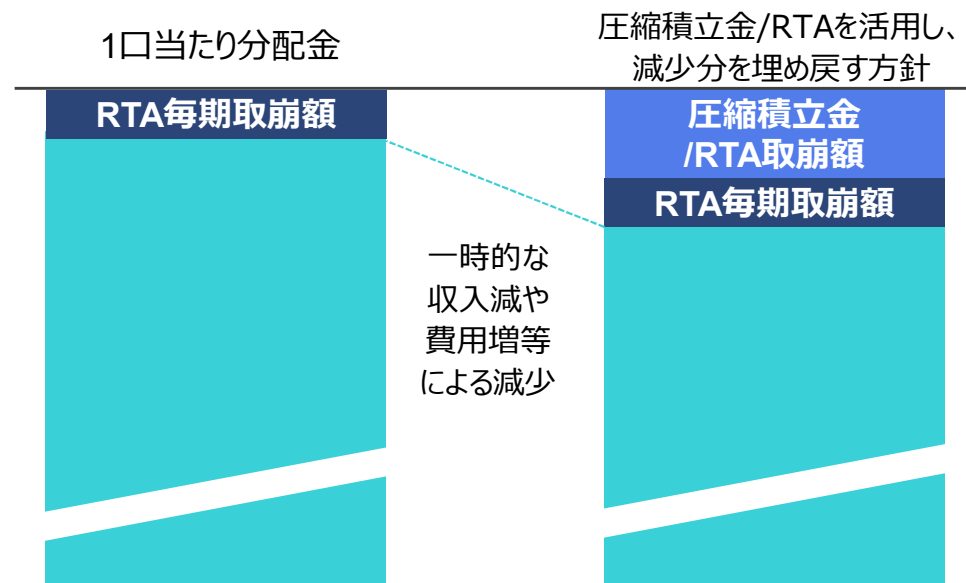 1口当たり分配金
圧縮積立金/RTAを活用し、
減少分を埋め戻す方針
RTA毎期取崩額
圧縮積立金
/RTA取崩額
RTA毎期取崩額
一時的な
収入減や
費用増等
による減少